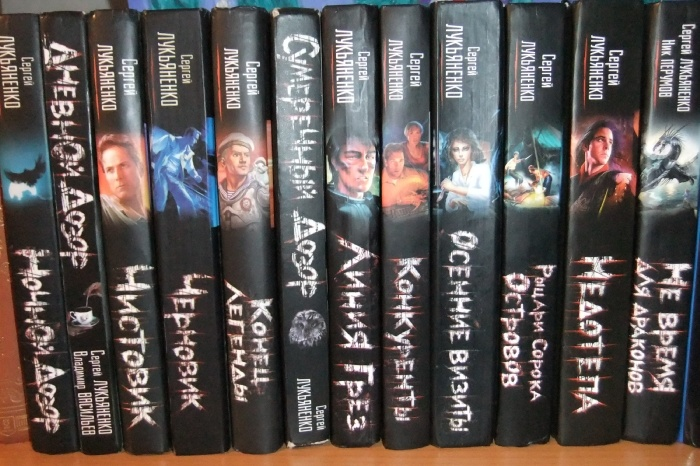 Сергей
ЛУКЬЯНЕНКО
Ночной Дозор
Дневной Дозор
Сергей ЛУКЬЯНЕНКО
Владимир ВАСИЛЬЕВ
Сергей
ЛУКЬЯНЕНКО
Чистовик
Сергей
ЛУКЬЯНЕНКО
Черновик
Сергей
ЛУКЬЯНЕНКО
Конец
Легенды
Сумеречный Дозор
Сергей
ЛУКЬЯНЕНКО
Сергей
ЛУКЬЯНЕНКО
Линия Грез
Сергей
ЛУКЬЯНЕНКО
Конкуренты
Сергей
ЛУКЬЯНЕНКО
Осенние визиты
Сергей
ЛУКЬЯНЕНКО
Рыцари Сорока
Островов
Сергей
ЛУКЬЯНЕНКО
Недотепа
Сергей ЛУКЬЯНЕНКО
Ник ПЕРУМОВ
Не время
для драконов